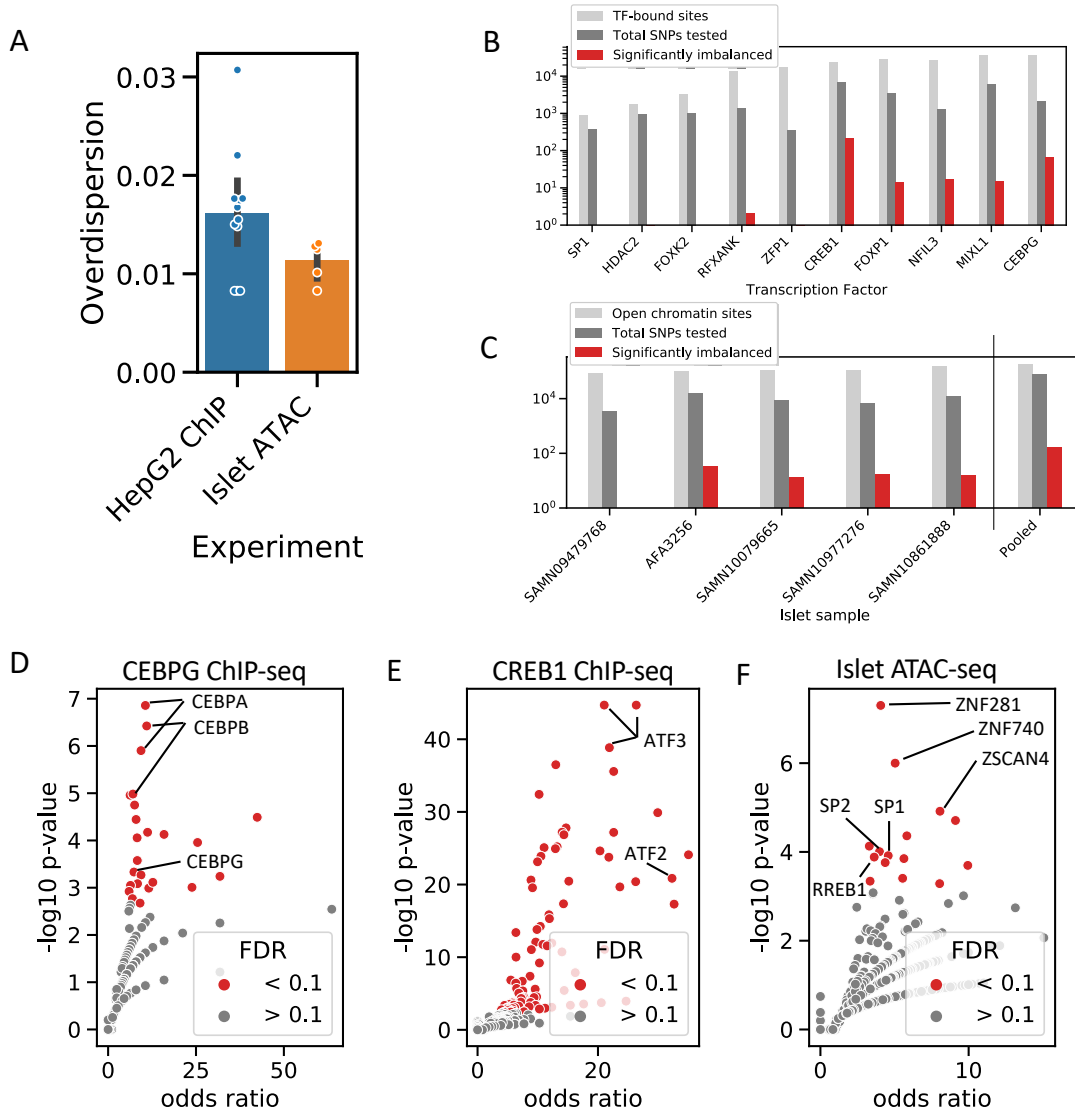 A
0.03
0.02
0.01
0.00
Overdispersion
HepG2 ChIP
Islet ATAC
Experiment
B
TF-bound sites
Total SNPs tested
Significantly imbalanced
10^4
10^3
10^2
10^1
10^0
SP1
HDAC2
FOXK2
RFXANK
ZFP1
CREB1
FOXP1
NFIL3
MIXL1
CEBPG
Transcription Factor
C
Open chromatin sites
Total SNPs tested
Significantly imbalanced
10^4
10^2
10^0
SAMN09479768
AFA3256
SAMN10079665
SAMN10977276
SAMN10861888
Pooled
Islet sample
D
CEBPG ChIP-seq
7
6
5
4
3
2
1
0
-log10 p-value
CEBPA
CEBPB
CEBPG
FDR
< 0.1
> 0.1
0
25
50
odds ratio
E
CREB1 ChIP-seq
40
30
20
10
0
-log10 p-value
ATF3
ATF2
FDR
< 0.1
> 0.1
0
20
odds ratio
F
Islet ATAC-seq
6
4
2
0
-log10 p-value
ZNF281
ZNF740
ZSCAN4
SP2
SP1
RREB1
FDR
< 0.1
> 0.1
0
10
odds ratio